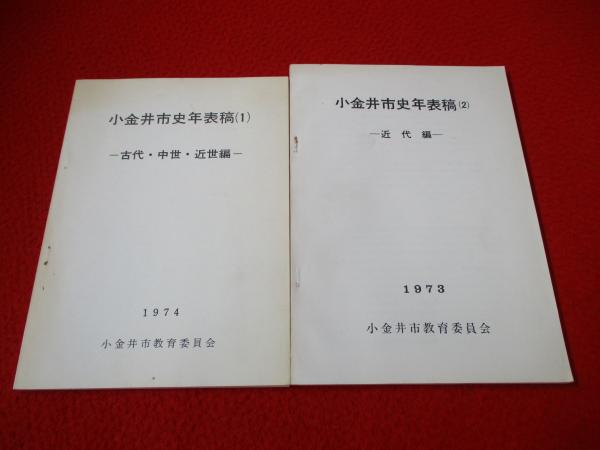 小金井市史年表稿(1)
―古代・中世・近世編―
1974
小金井市教育委員会
小金井市史年表稿(2)
―近代編―
1973
小金井市教育委員会